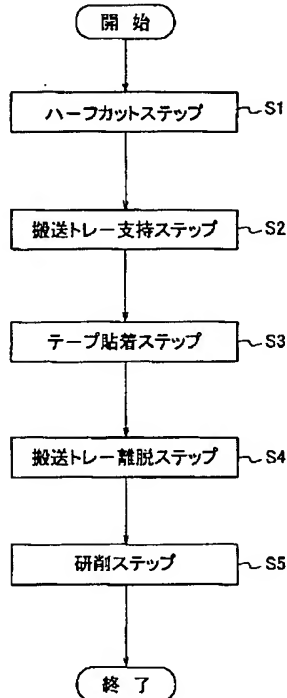 開 始
ハーフカットステップ ～S1
搬送トレー支持ステップ ～S2
テープ貼着ステップ ～S3
搬送トレー離脱ステップ ～S4
研削ステップ ～S5
終 了